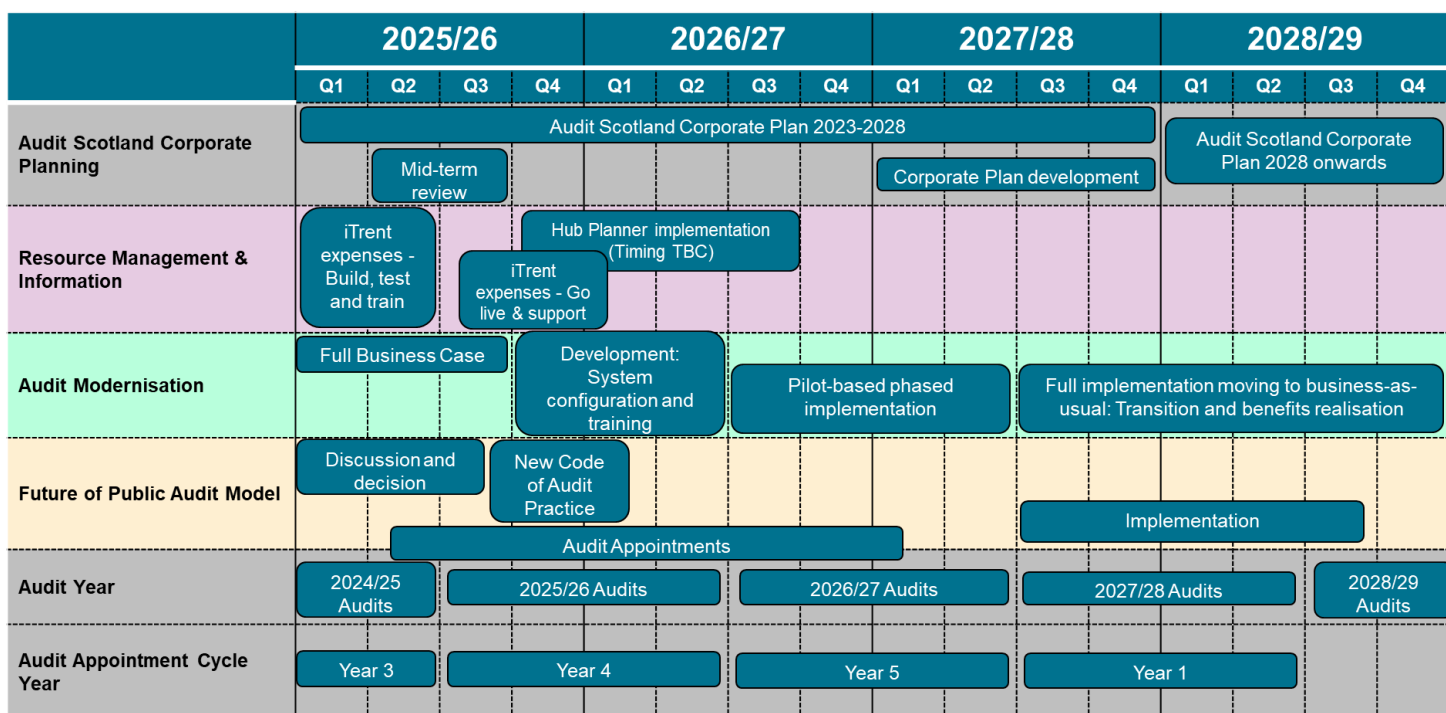 2025/26
2026/27
2027/28
2028/29
Q1
Q2
Q3
Q4
Q1
Q2
Q3
Q4
Q1
Q2
Q3
Q4
Q1
Q2
Q3
Q4
Audit Scotland Corporate
Planning
Audit Scotland Corporate Plan 2023-2028
Mid-term
review
Corporate Plan development
Audit Scotland Corporate
Plan 2028 onwards
Resource Management &
Information
iTrent
expenses -
Build, test
and train
Hub Planner implementation
(Timing TBC)
iTrent
expenses - Go
live & support
Audit Modernisation
Full Business Case
Development:
System
configuration and
training
Pilot-based phased
implementation
Full implementation moving to business-as-
usual: Transition and benefits realisation
Future of Public Audit Model
Discussion and
decision
New Code
of Audit
Practice
Audit Appointments
Implementation
Audit Year
2024/25
Audits
2025/26 Audits
2026/27 Audits
2027/28 Audits
2028/29
Audits
Audit Appointment Cycle
Year
Year 3
Year 4
Year 5
Year 1